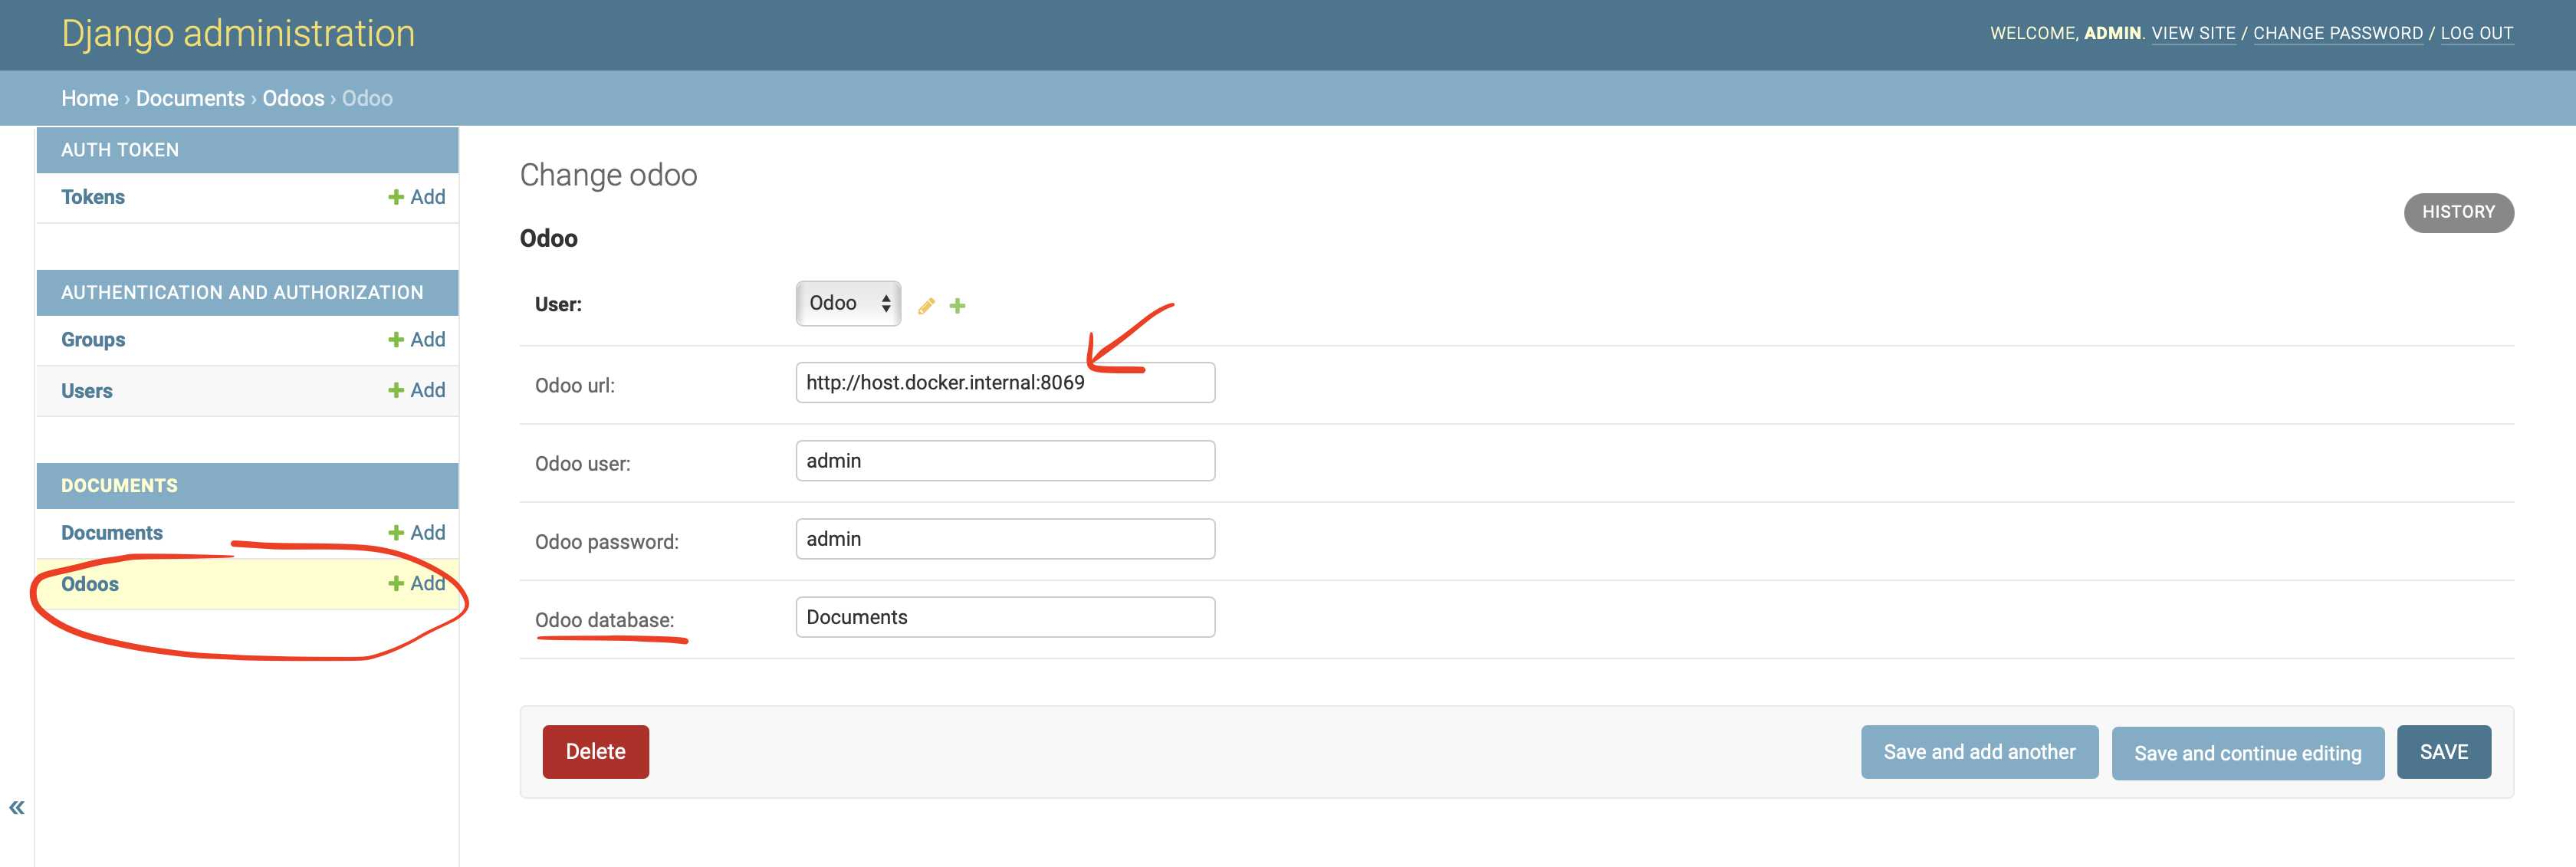 Django administration
WELCOME, ADMIN. VIEW SITE / CHANGE PASSWORD / LOG OUT
Home › Documents › Odoos › Odoo
AUTH TOKEN
Tokens + Add
AUTHENTICATION AND AUTHORIZATION
Groups + Add
Users + Add
DOCUMENTS
Documents + Add
Odoos + Add
«
Change odoo
HISTORY
Odoo
User: Odoo
Odoo url: http://host.docker.internal:8069
Odoo user: admin
Odoo password: admin
Odoo database: Documents
Delete Save and add another Save and continue editing SAVE